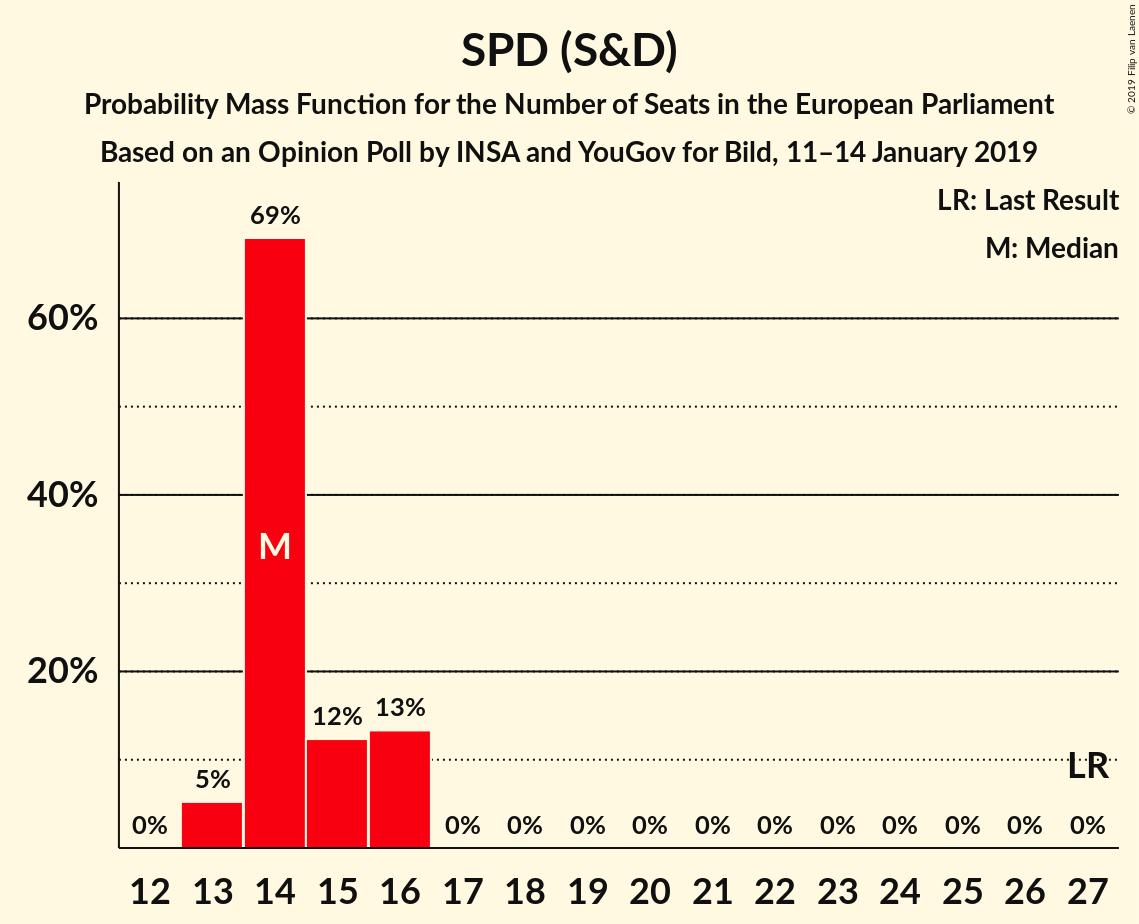 SPD (S&D)
Probability Mass Function for the Number of Seats in the European Parliament
Based on an Opinion Poll by INSA and YouGov for Bild, 11–14 January 2019
© 2019 Filip van Laenen
LR: Last Result
M: Median
69%
60%
40%
M
20%
12% 13%
5%
LR
0% 0% 0% 0% 0% 0% 0% 0% 0% 0% 0% 0%
12 13 14 15 16 17 18 19 20 21 22 23 24 25 26 27